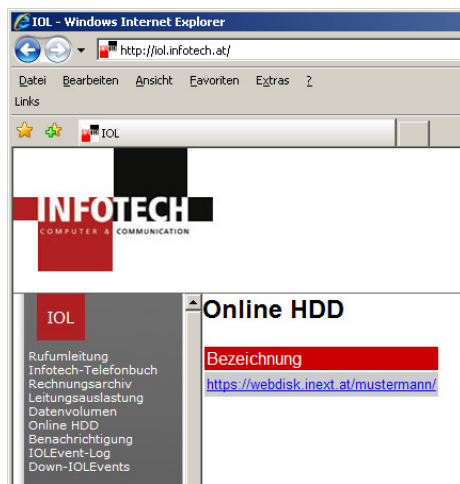 IOL - Windows Internet Explorer
http://iol.infotech.at/
Datei Bearbeiten Ansicht Favoriten Extras ?
Links
IOL
INFOTECH
COMPUTER & COMMUNICATION
IOL
Rufumleitung
Infotech-Telefonbuch
Rechnungsarchiv
Leitungsauslastung
Datenvolumen
Online HDD
Benachrichtigung
IOLEvent-Log
Down-IOLEvents
Online HDD
Bezeichnung
https://webdisk.inext.at/mustermann/